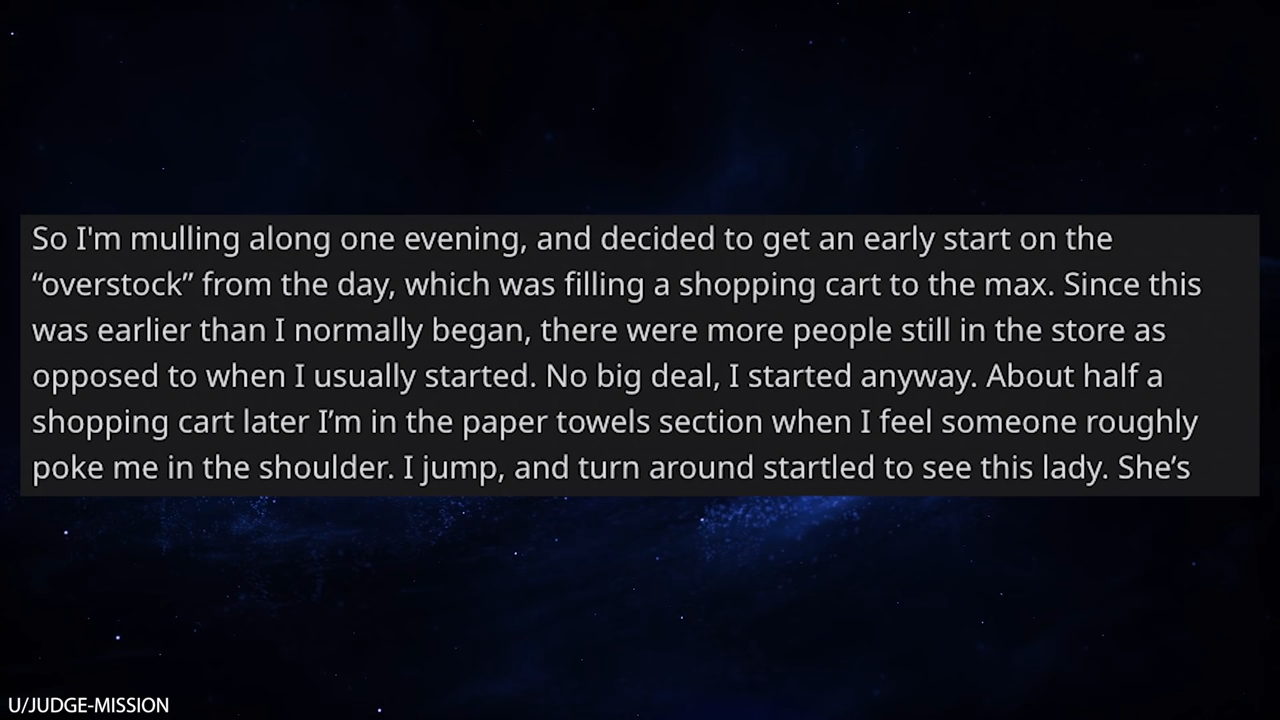 So I'm mulling along one evening, and decided to get an early start on the
“overstock” from the day, which was filling a shopping cart to the max. Since this
was earlier than I normally began, there were more people still in the store as
opposed to when I usually started. No big deal, I started anyway. About half a
shopping cart later I’m in the paper towels section when I feel someone roughly
poke me in the shoulder. I jump, and turn around startled to see this lady. She’s
U/JUDGE-MISSION